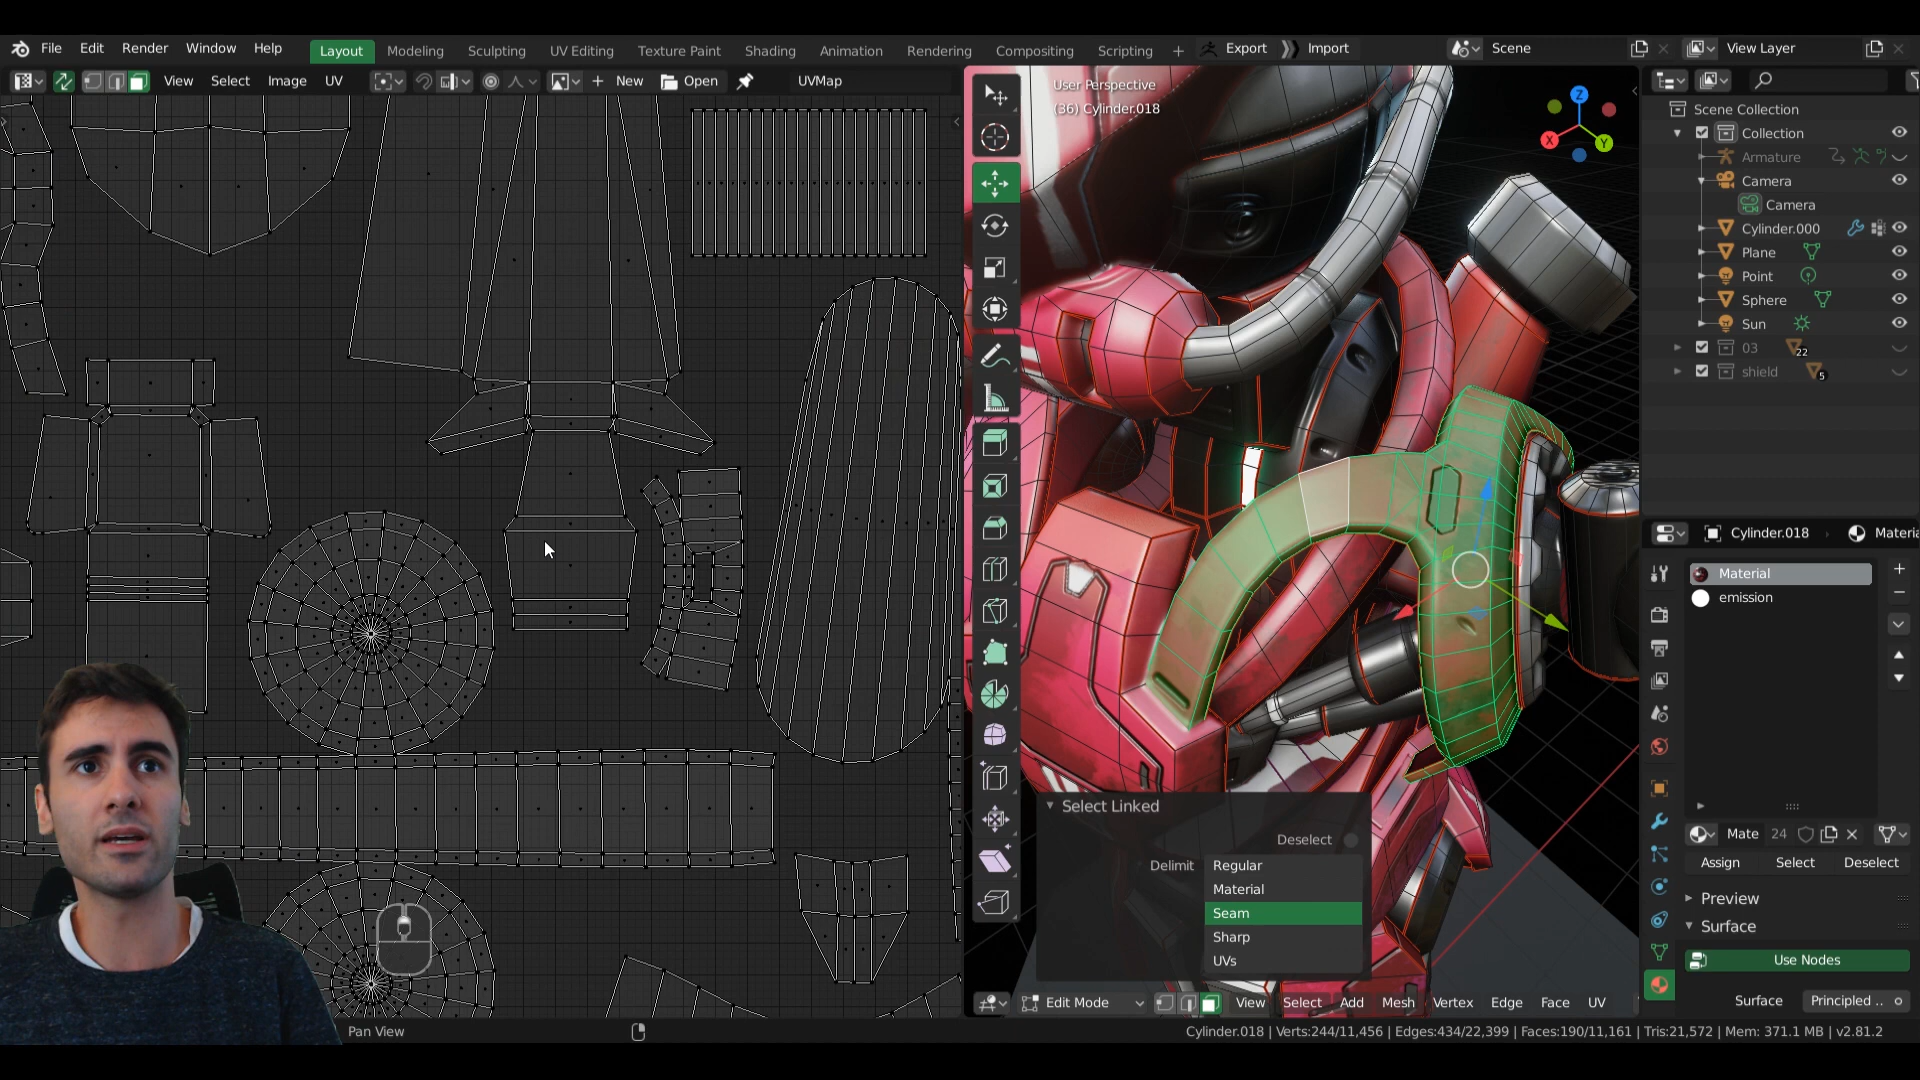 File Edit Render Window Help Layout Modeling Sculpting UV Editing Texture Paint Shading Animation Rendering Compositing Scripting + Export Import Scene View Layer
View Select Image UV New Open UVMap
User Perspective
(36) Cylinder.018
Z
X
Y
Scene Collection
Collection
Armature
Camera
Camera
Cylinder.000
Plane
Point
Sphere
Sun
03 22
shield 5
Cylinder.018 Materia
Material
emission
Mate 24
Assign Select Deselect
Preview
Surface
Use Nodes
Surface Principled ..
Select Linked
Deselect
Delimit Regular
Material
Seam
Sharp
UVs
Edit Mode View Select Add Mesh Vertex Edge Face UV
Pan View
Cylinder.018 | Verts:244/11,456 | Edges:434/22,399 | Faces:190/11,161 | Tris:21,572 | Mem: 371.1 MB | v2.81.2